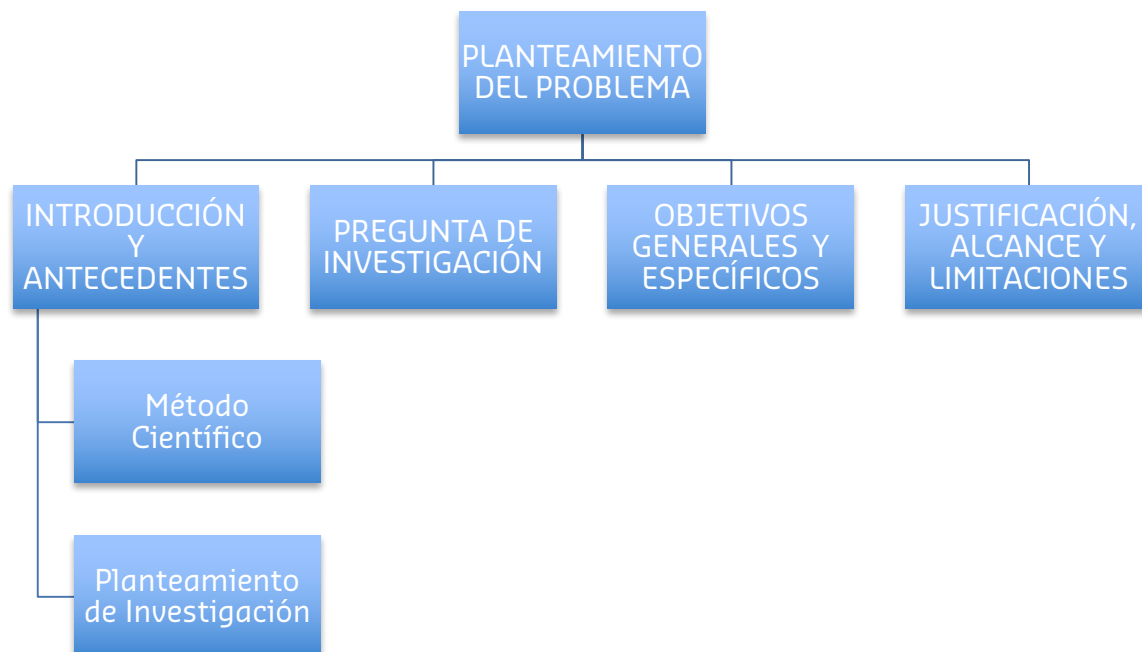 PLANTEAMIENTO
DEL PROBLEMA
INTRODUCCIÓN
Y
ANTECEDENTES
PREGUNTA DE
INVESTIGACIÓN
OBJETIVOS
GENERALES Y
ESPECÍFICOS
JUSTIFICACIÓN,
ALCANCE Y
LIMITACIONES
Método
Científico
Planteamiento
de Investigación